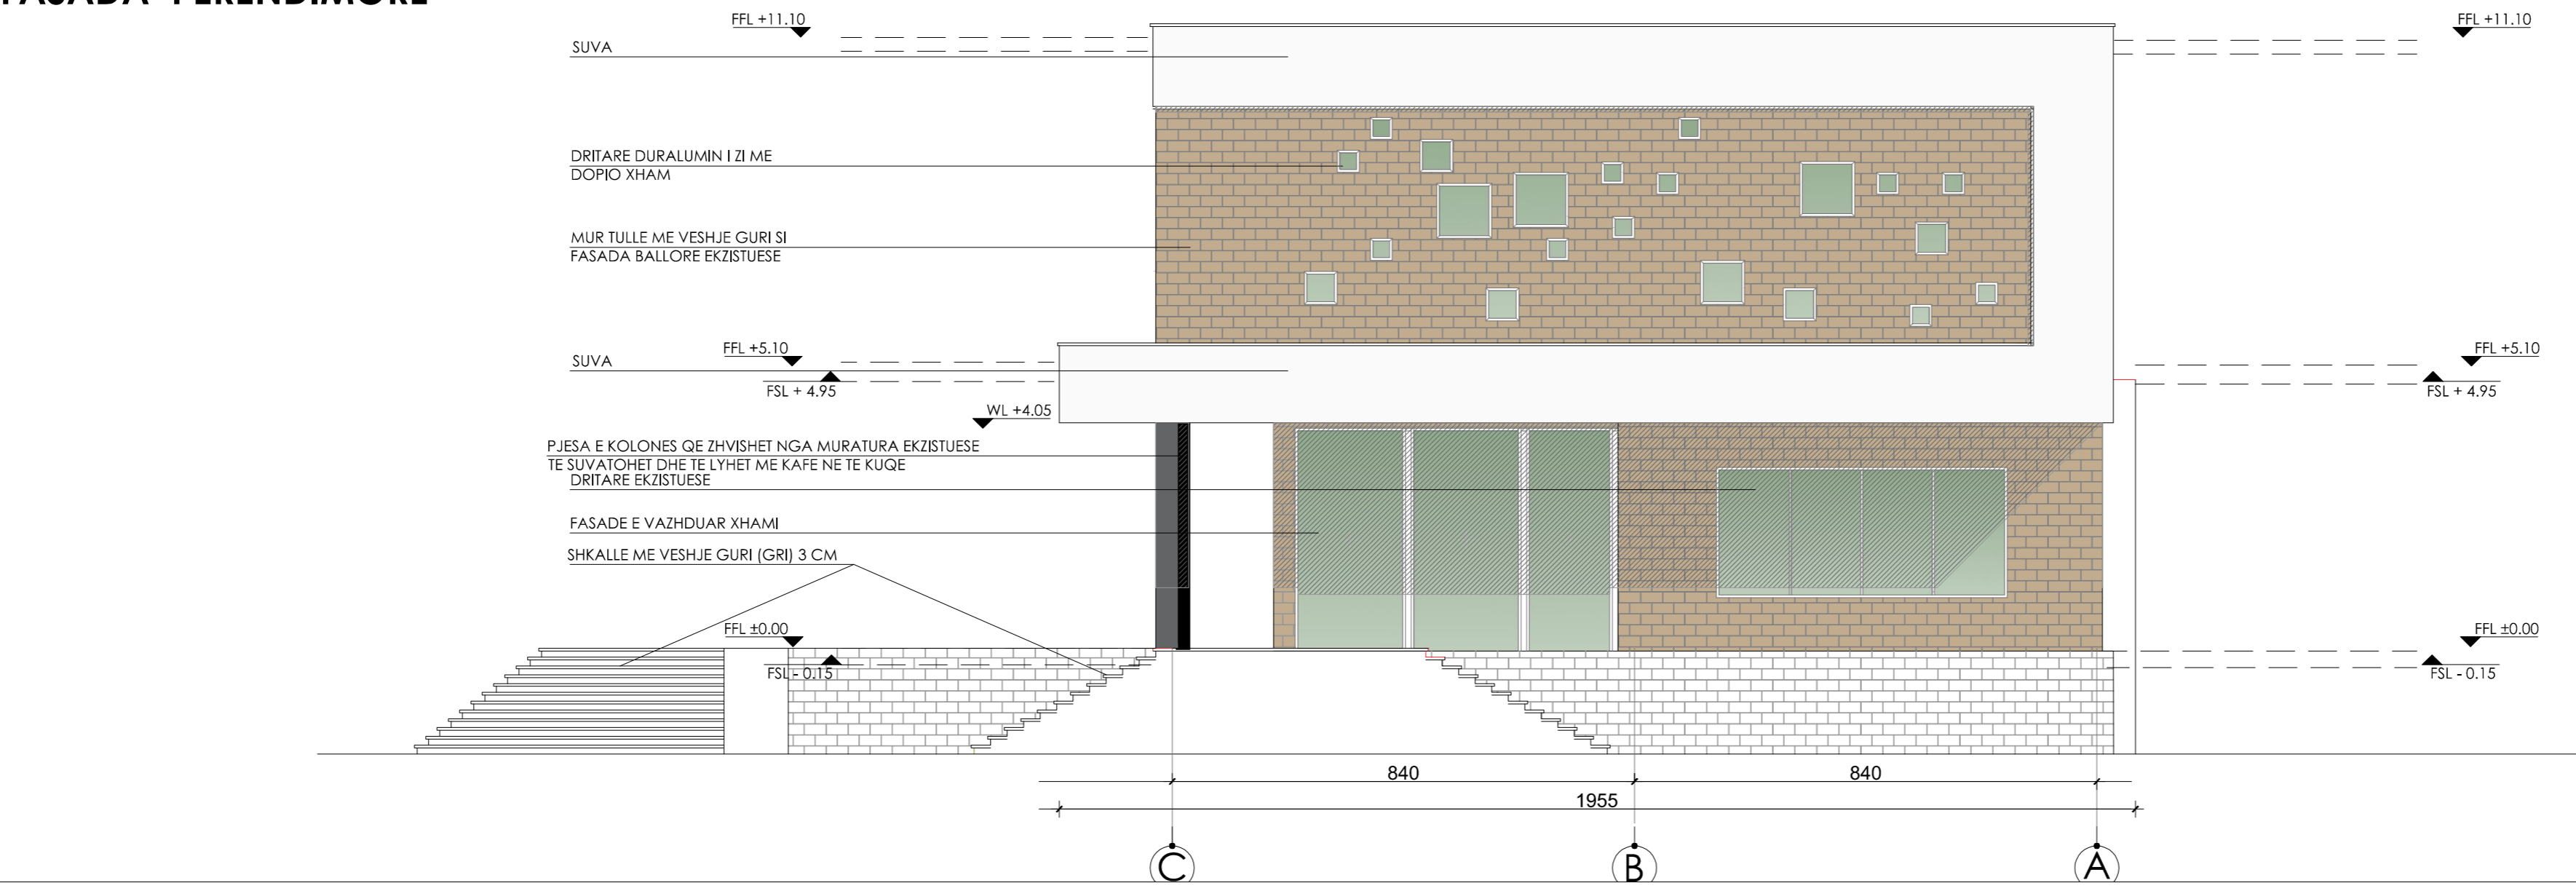 FASADA PERENDIMORE
FFL +11.10
FFL +11.10
SUVA
DRITARE DURALUMIN I ZI ME
DOPIO XHAM
MUR TULLE ME VESHJE GURI SI
FASADA BALLORE EKZISTUESE
FFL +5.10
FFL +5.10
SUVA
FSL + 4.95
FSL + 4.95
WL +4.05
PJESA E KOLONES QE ZHVISHET NGA MURATURA EKZISTUESE
TE SUVATOHET DHE TE LYHET ME KAFE NE TE KUQE
DRITARE EKZISTUESE
FASADE E VAZHDUAR XHAMI
SHKALLE ME VESHJE GURI (GRI) 3 CM
FFL ±0.00
FFL ±0.00
FSL - 0.15
FSL - 0.15
840
840
1955
C
B
A